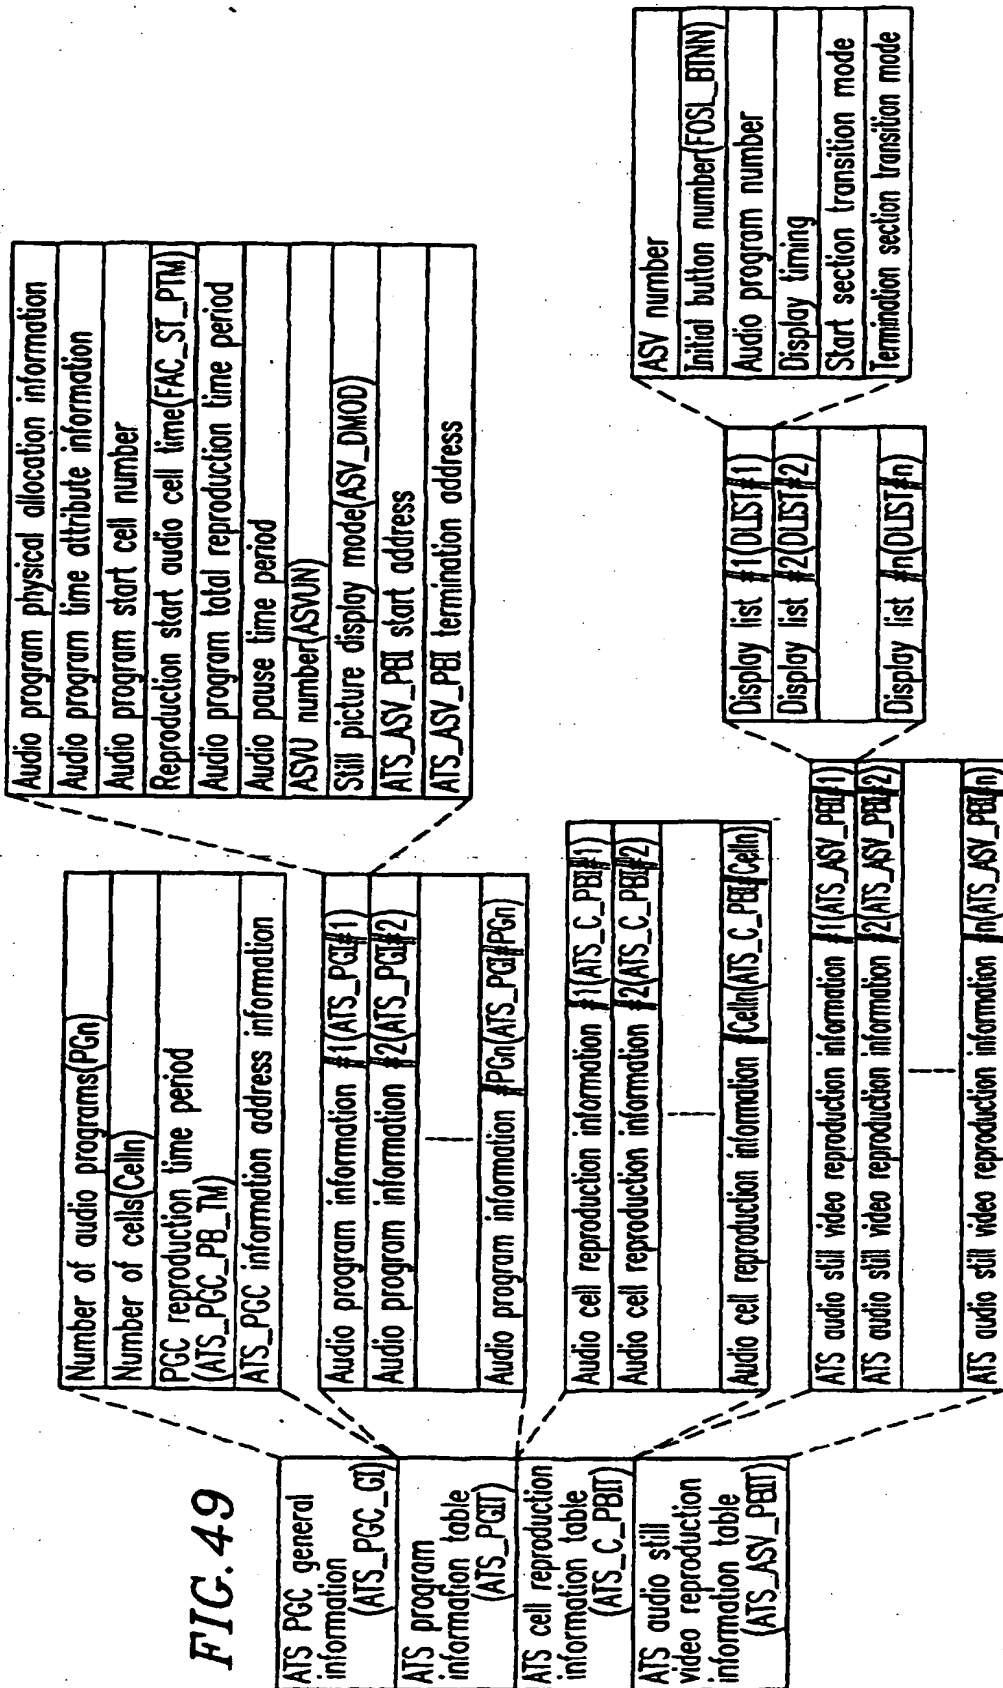 FIG. 49
ATS PGC general
information
(ATS_PGC_GI)
ATS program
information table
(ATS_PGIT)
ATS cell reproduction
information table
(ATS_C_PBIT)
ATS audio still
video reproduction
information table
(ATS_ASV_PBIT)
Number of audio programs(PGn)
Number of cells(Celln)
PGC reproduction time period
(ATS_PGC_PB_TM)
ATS_PGC information address information
Audio program information #1(ATS_PGI#1)
Audio program information #2(ATS_PGI#2)
Audio program information #PGn(ATS_PGI#PGn)
Audio cell reproduction information #1(ATS_C_PBI#1)
Audio cell reproduction information #2(ATS_C_PBI#2)
Audio cell reproduction information #Celln(ATS_C_PBI#Celln)
ATS audio still video reproduction information #1(ATS_ASV_PBI#1)
ATS audio still video reproduction information #2(ATS_ASV_PBI#2)
ATS audio still video reproduction information #n(ATS_ASV_PBI#n)
Audio program physical allocation information
Audio program time attribute information
Audio program start cell number
Reproduction start audio cell time(FAC_ST_PTM)
Audio program total reproduction time period
Audio pause time period
ASVU number(ASVUN)
Still picture display mode(ASV_DMOD)
ATS_ASV_PBI start address
ATS_ASV_PBI termination address
Display list #1(DLIST#1)
Display list #2(DLIST#2)
Display list #n(DLIST#n)
ASV number
Initial button number(FOSL_BTNN)
Audio program number
Display timing
Start section transition mode
Termination section transition mode